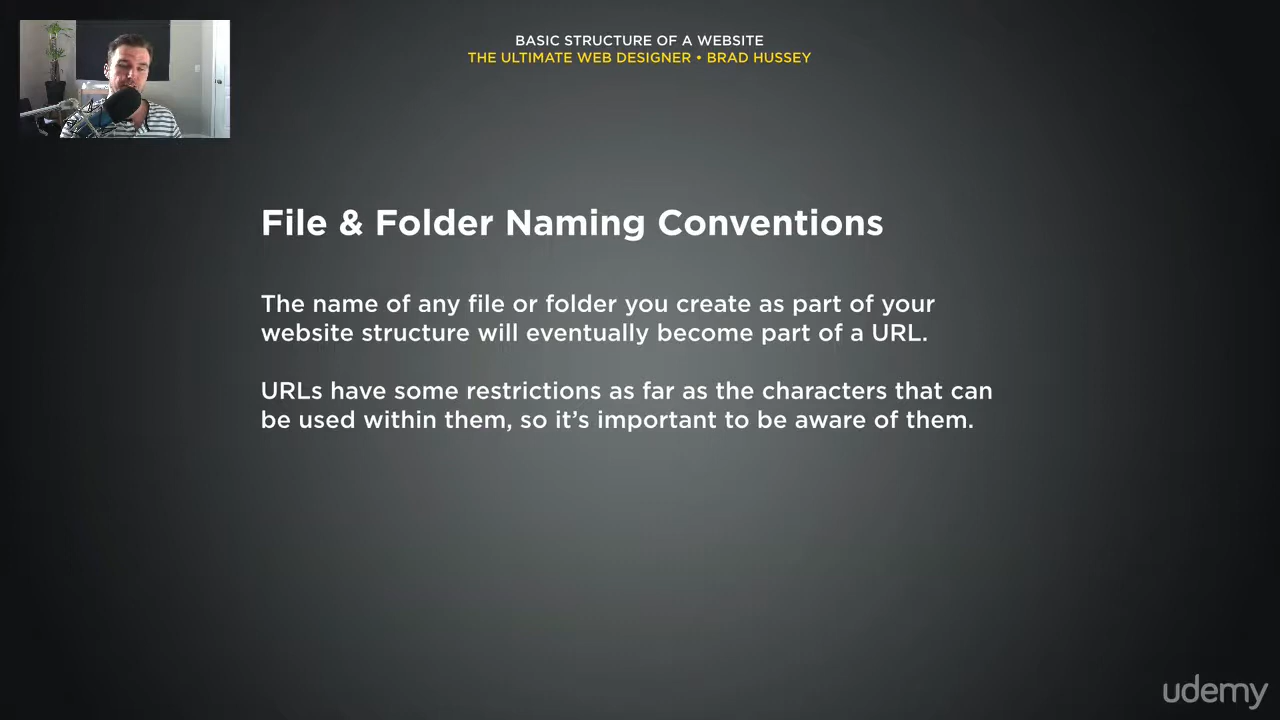 BASIC STRUCTURE OF A WEBSITE
THE ULTIMATE WEB DESIGNER • BRAD HUSSEY
File & Folder Naming Conventions
The name of any file or folder you create as part of your
website structure will eventually become part of a URL.
URLs have some restrictions as far as the characters that can
be used within them, so it’s important to be aware of them.
udemy